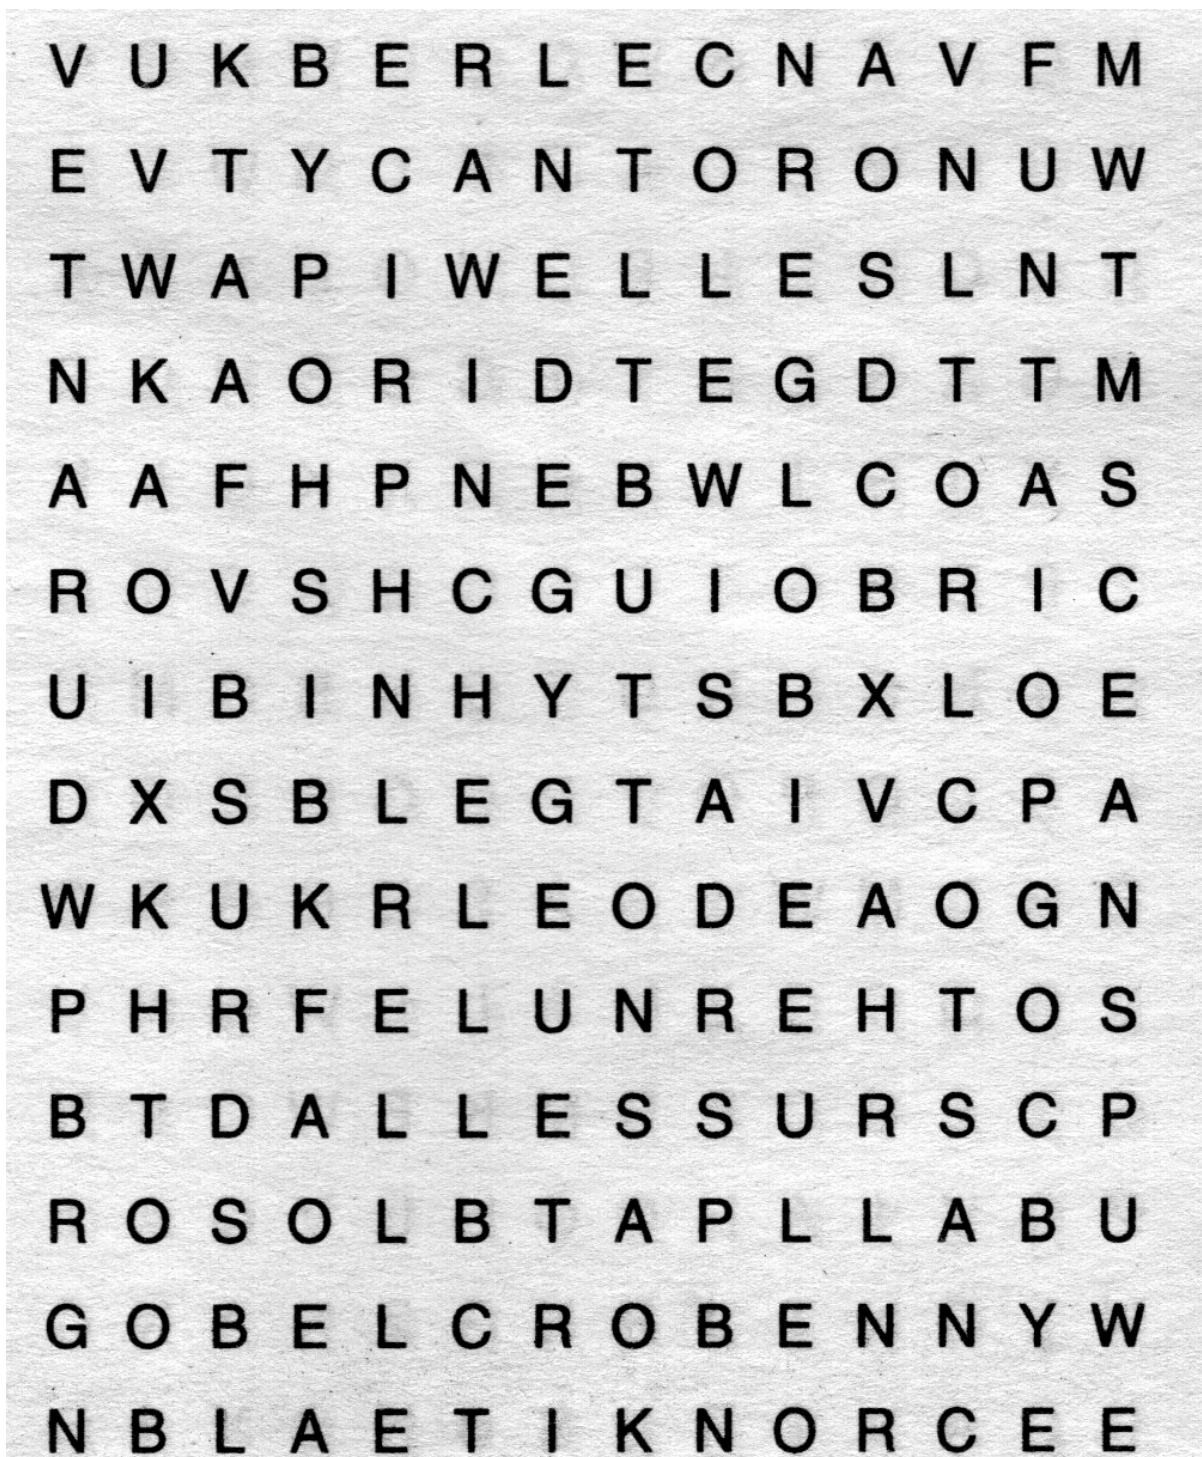 V U K B E R L E C N A V F M
E V T Y C A N T O R O N U W
T W A P I W E L L E S L N T
N K A O R I D T E G D T T M
A A F H P N E B W L C O A S
R O V S H C G U I O B R I C
U I B I N H Y T S B X L O E
D X S B L E G T A I V C P A
W K U K R L E O D E A O G N
P H R F E L U N R E H T O S
B T D A L L E S S U R S C P
R O S O L B T A P L L A B U
G O B E L C R O B E N N Y W
N B L A E T I K N O R C E E